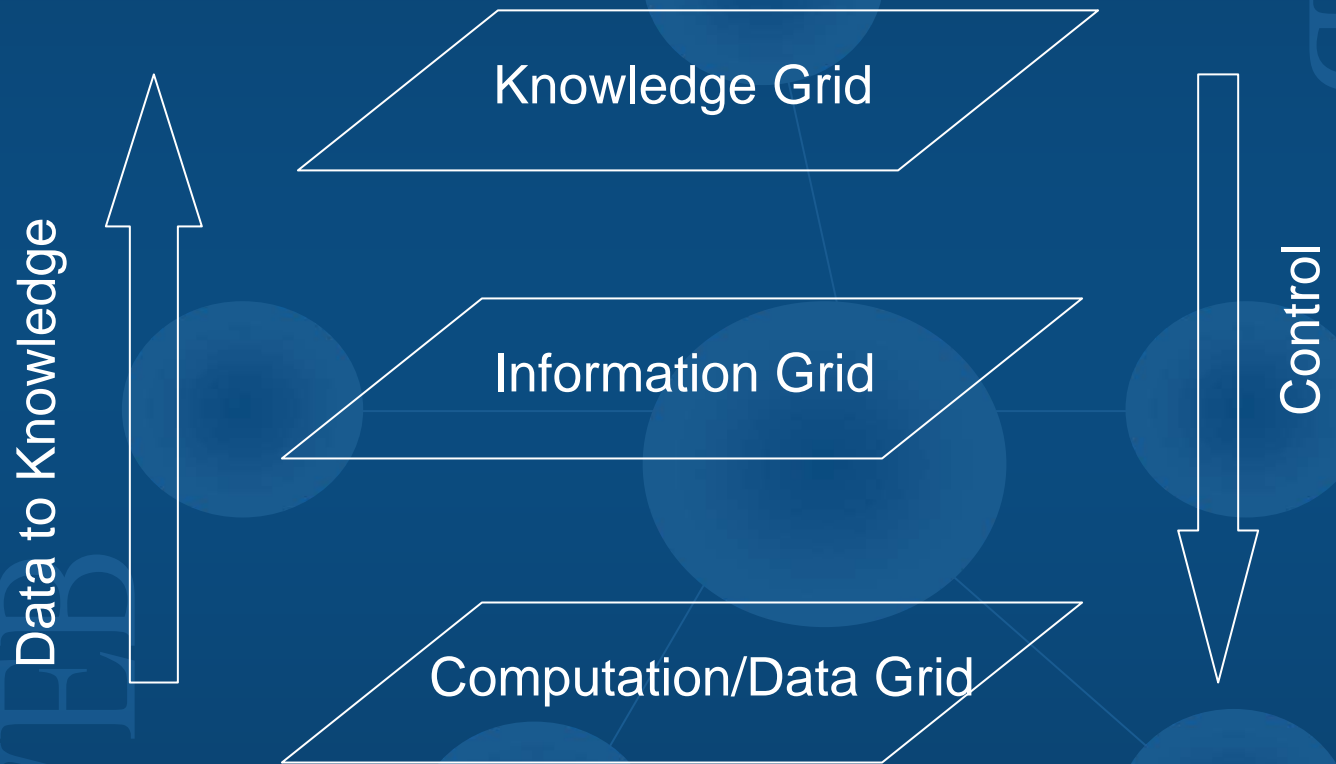 Knowledge Grid
Data to Knowledge
Information Grid
Control
Computation/Data Grid